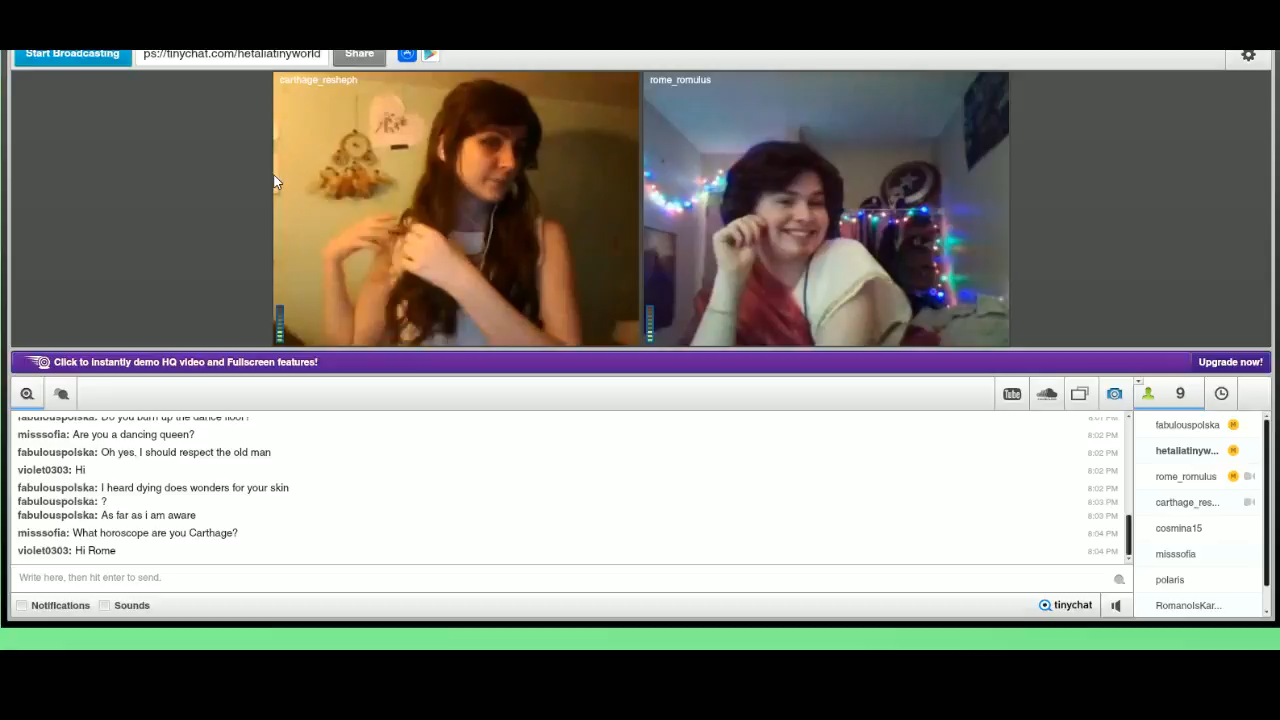 Start Broadcasting
ps://tinychat.com/hetaliatinyworld
Share
carthage_resheph
rome_romulus
Click to instantly demo HQ video and Fullscreen features!
Upgrade now!
You Tube
9
fabulouspolska: Do you burn up the dance floor? 8:01 PM
misssofia: Are you a dancing queen? 8:02 PM
fabulouspolska: Oh yes, I should respect the old man 8:02 PM
violet0303: Hi 8:02 PM
fabulouspolska: I heard dying does wonders for your skin 8:02 PM
fabulouspolska: ? 8:03 PM
fabulouspolska: As far as i am aware 8:03 PM
misssofia: What horoscope are you Carthage? 8:04 PM
violet0303: Hi Rome 8:04 PM
Write here, then hit enter to send.
Notifications
Sounds
tinychat
fabulouspolska M
hetaliatinyw... M
rome_romulus M
carthage_res...
cosmina15
misssofia
polaris
RomanoIsKar...